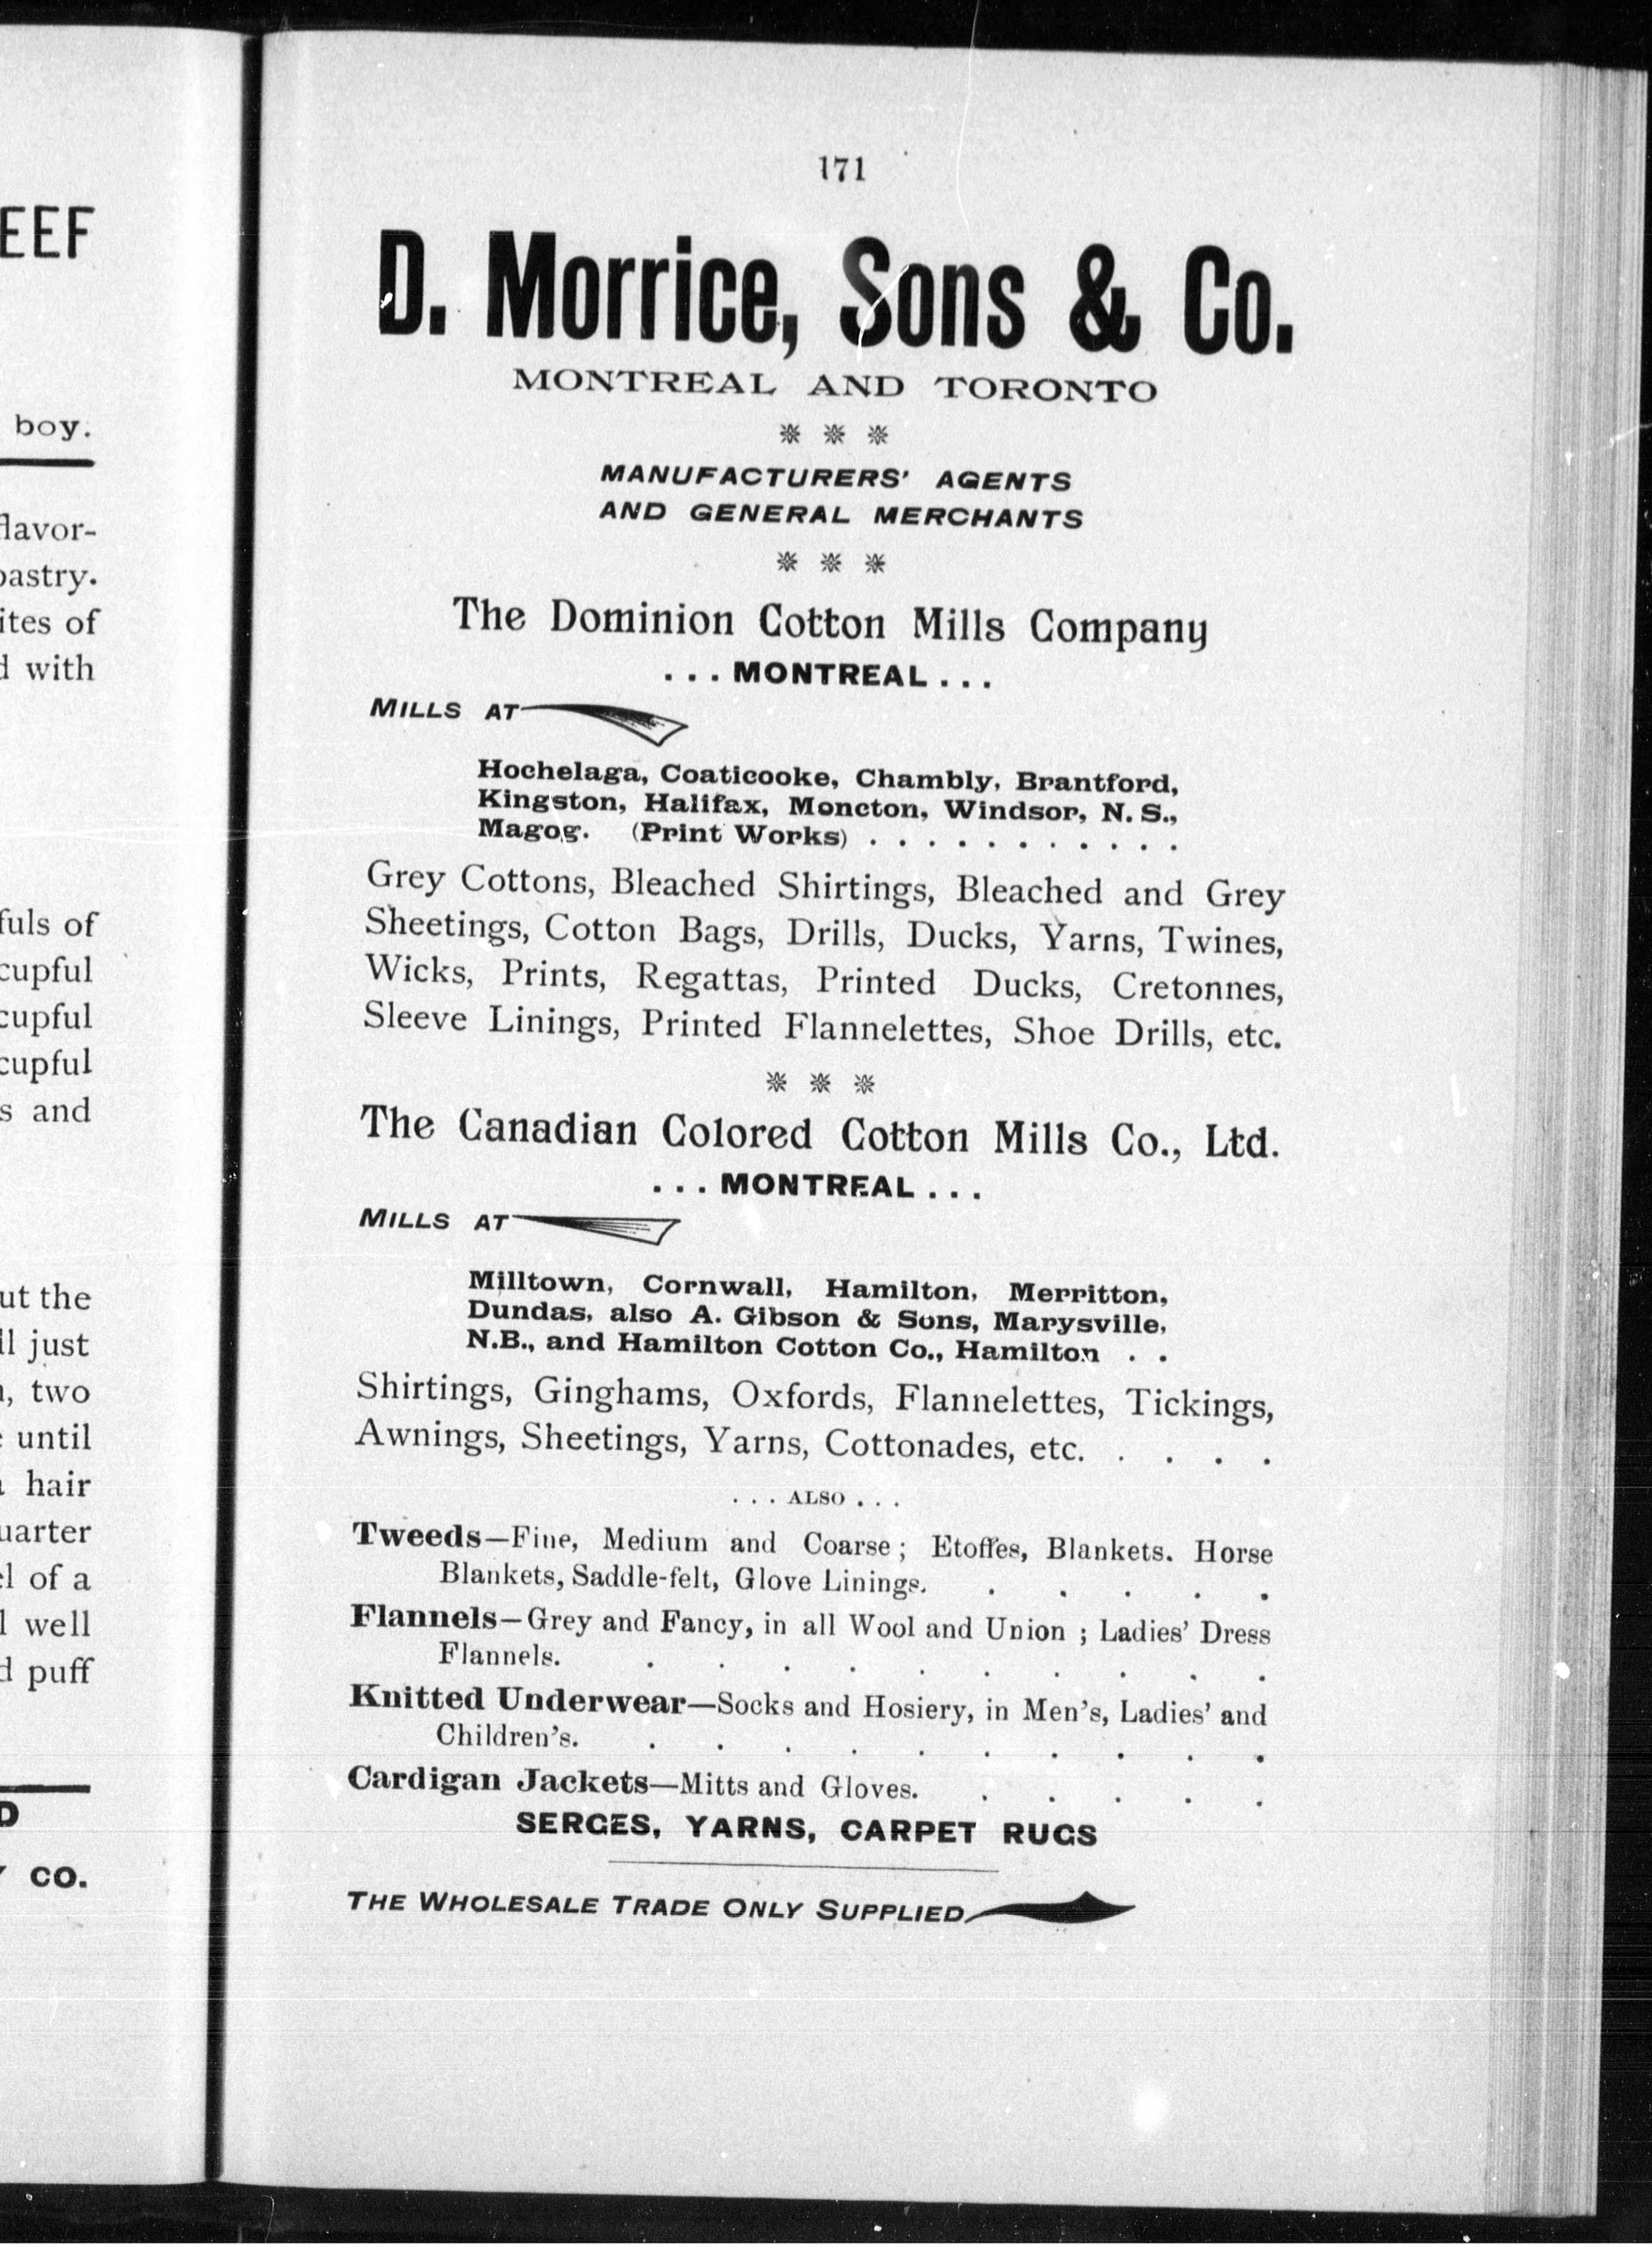 EEF
boy.
pastry.
of
with
of
cupful
cupful
cupful
and
the
just
two
until
hair
of a
well
puff
CO.
171
D. Morrice, Sons & Co.
MONTREAL AND TORONTO
MANUFACTURERS' AGENTS
AND GENERAL MERCHANTS
The Dominion Cotton Mills Company
... MONTREAL ...
MILLS AT
Hochelaga, Coaticooke, Chambly, Brantford,
Kingston, Halifax, Moncton, Windsor, N. S.,
Magog. (Print Works) . . . . . . . . . . .
Grey Cottons, Bleached Shirtings, Bleached and Grey
Sheetings, Cotton Bags, Drills, Ducks, Yarns, Twines,
Wicks, Prints, Regattas, Printed Ducks, Cretonnes,
Sleeve Linings, Printed Flannelettes, Shoe Drills, etc.
The Canadian Colored Cotton Mills Co., Ltd.
... MONTREAL ...
MILLS AT
Milltown, Cornwall, Hamilton, Merritton,
Dundas, also A. Gibson & Sons, Marysville,
N.B., and Hamilton Cotton Co., Hamilton . .
Shirtings, Ginghams, Oxfords, Flannelettes, Tickings,
Awnings, Sheetings, Yarns, Cottonades, etc. . . . .
... ALSO ...
Tweeds—Fine, Medium and Coarse ; Etoffes, Blankets. Horse
Blankets, Saddle-felt, Glove Linings. . . . . .
Flannels—Grey and Fancy, in all Wool and Union ; Ladies' Dress
Flannels. . . . . . . . . . .
Knitted Underwear—Socks and Hosiery, in Men's, Ladies' and
Children's. . . . . . . . . . .
Cardigan Jackets—Mitts and Gloves. . . . . .
SERGES, YARNS, CARPET RUGS
THE WHOLESALE TRADE ONLY SUPPLIED